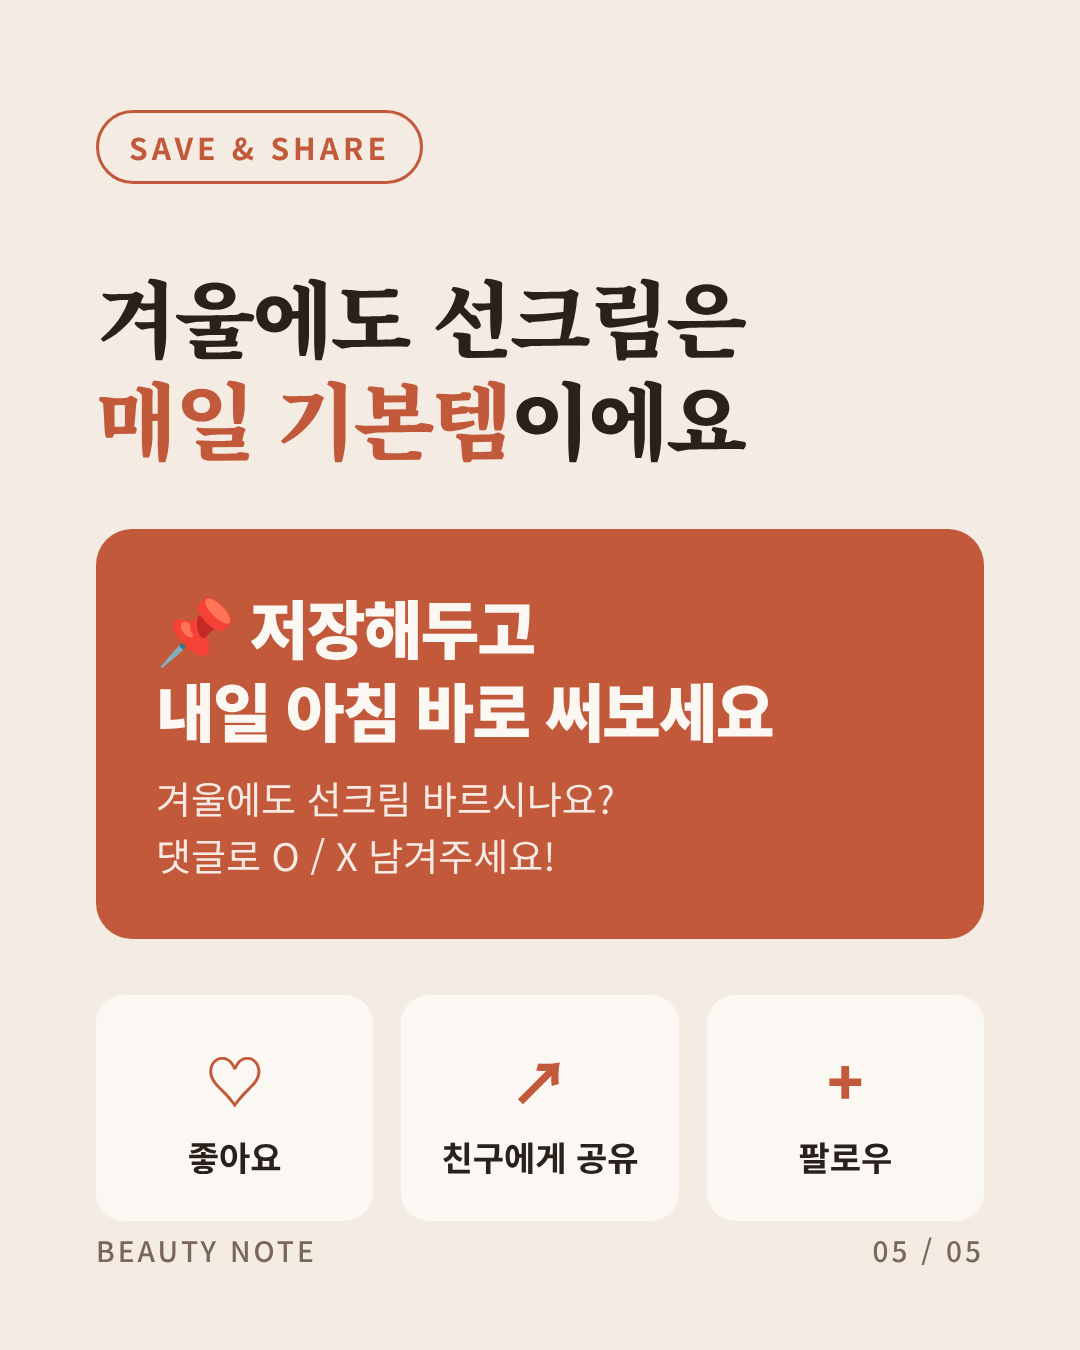 SAVE & SHARE
겨울에도 선크림은
매일 기본템이에요
📌 저장해두고
내일 아침 바로 써보세요
겨울에도 선크림 바르시나요?
댓글로 O / X 남겨주세요!
♡
↗
+
좋아요
친구에게 공유
팔로우
BEAUTY NOTE
05 / 05